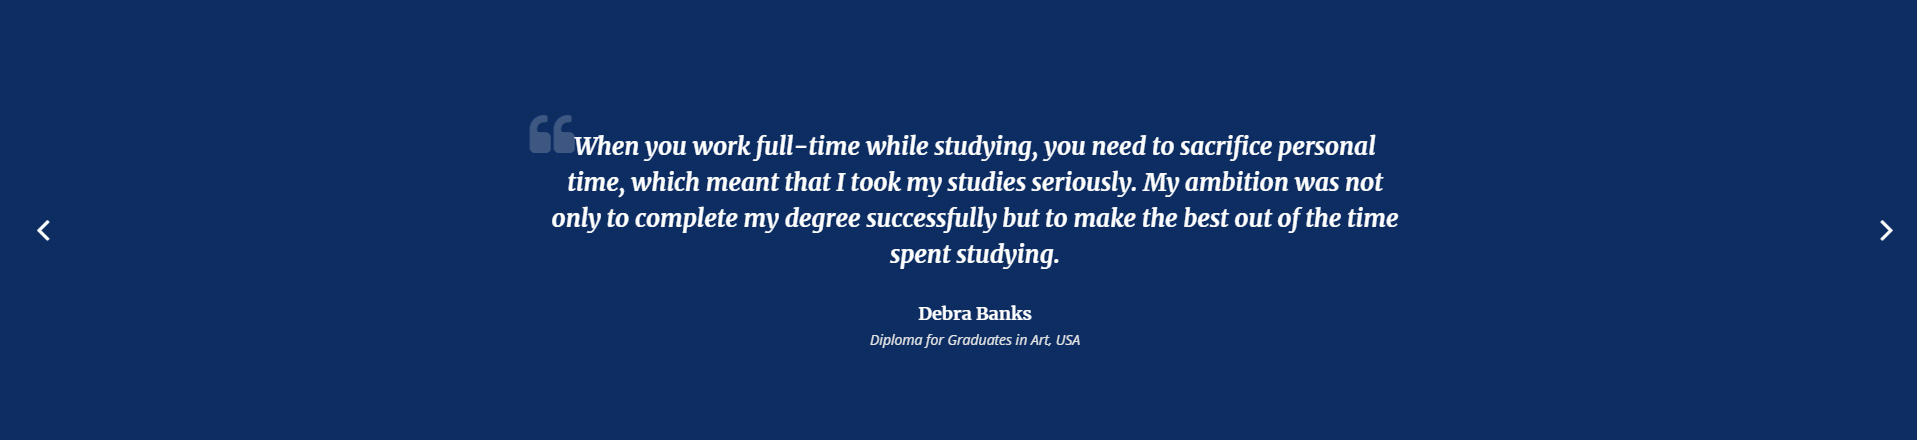 When you work full-time while studying, you need to sacrifice personal
time, which meant that I took my studies seriously. My ambition was not
only to complete my degree successfully but to make the best out of the time
spent studying.
Debra Banks
Diploma for Graduates in Art, USA